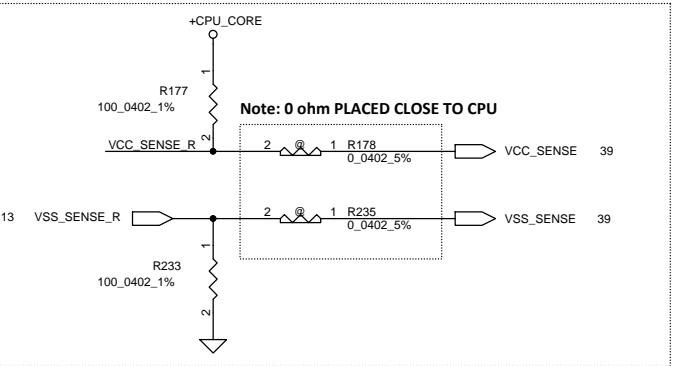 +CPU_CORE
1
R177
100_0402_1%
2
Note: 0 ohm PLACED CLOSE TO CPU
VCC_SENSE_R
2 @ 1 R178
0_0402_5%
VCC_SENSE 39
13 VSS_SENSE_R
2 @ 1 R235
0_0402_5%
VSS_SENSE 39
1
R233
100_0402_1%
2